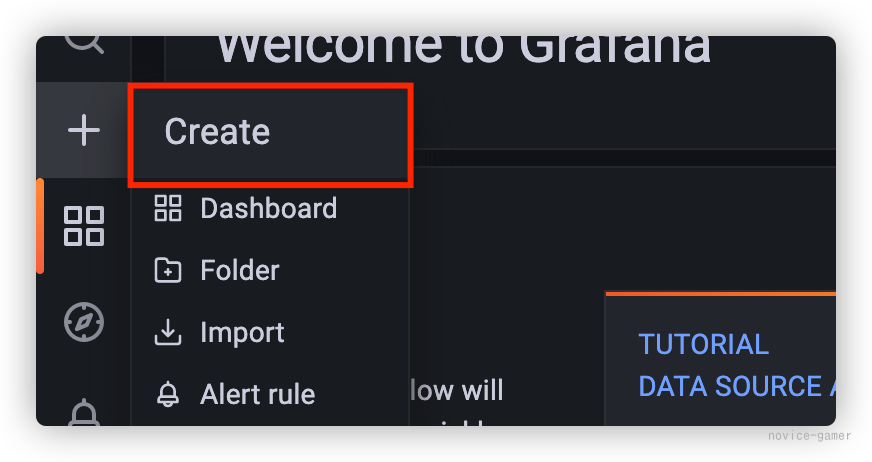 Welcome to Grafana
Create
Dashboard
Folder
Import
Alert rule
low will
TUTORIAL
DATA SOURCE A
novice-gamer